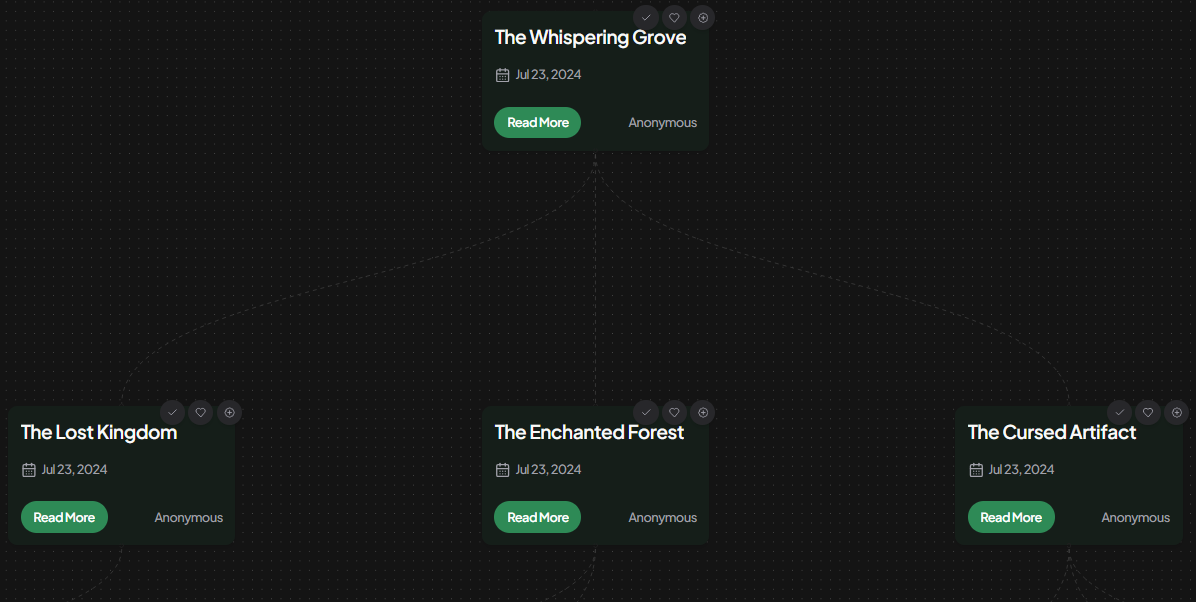 The Whispering Grove
Jul 23, 2024
Read More Anonymous
The Lost Kingdom
Jul 23, 2024
Read More Anonymous
The Enchanted Forest
Jul 23, 2024
Read More Anonymous
The Cursed Artifact
Jul 23, 2024
Read More Anonymous